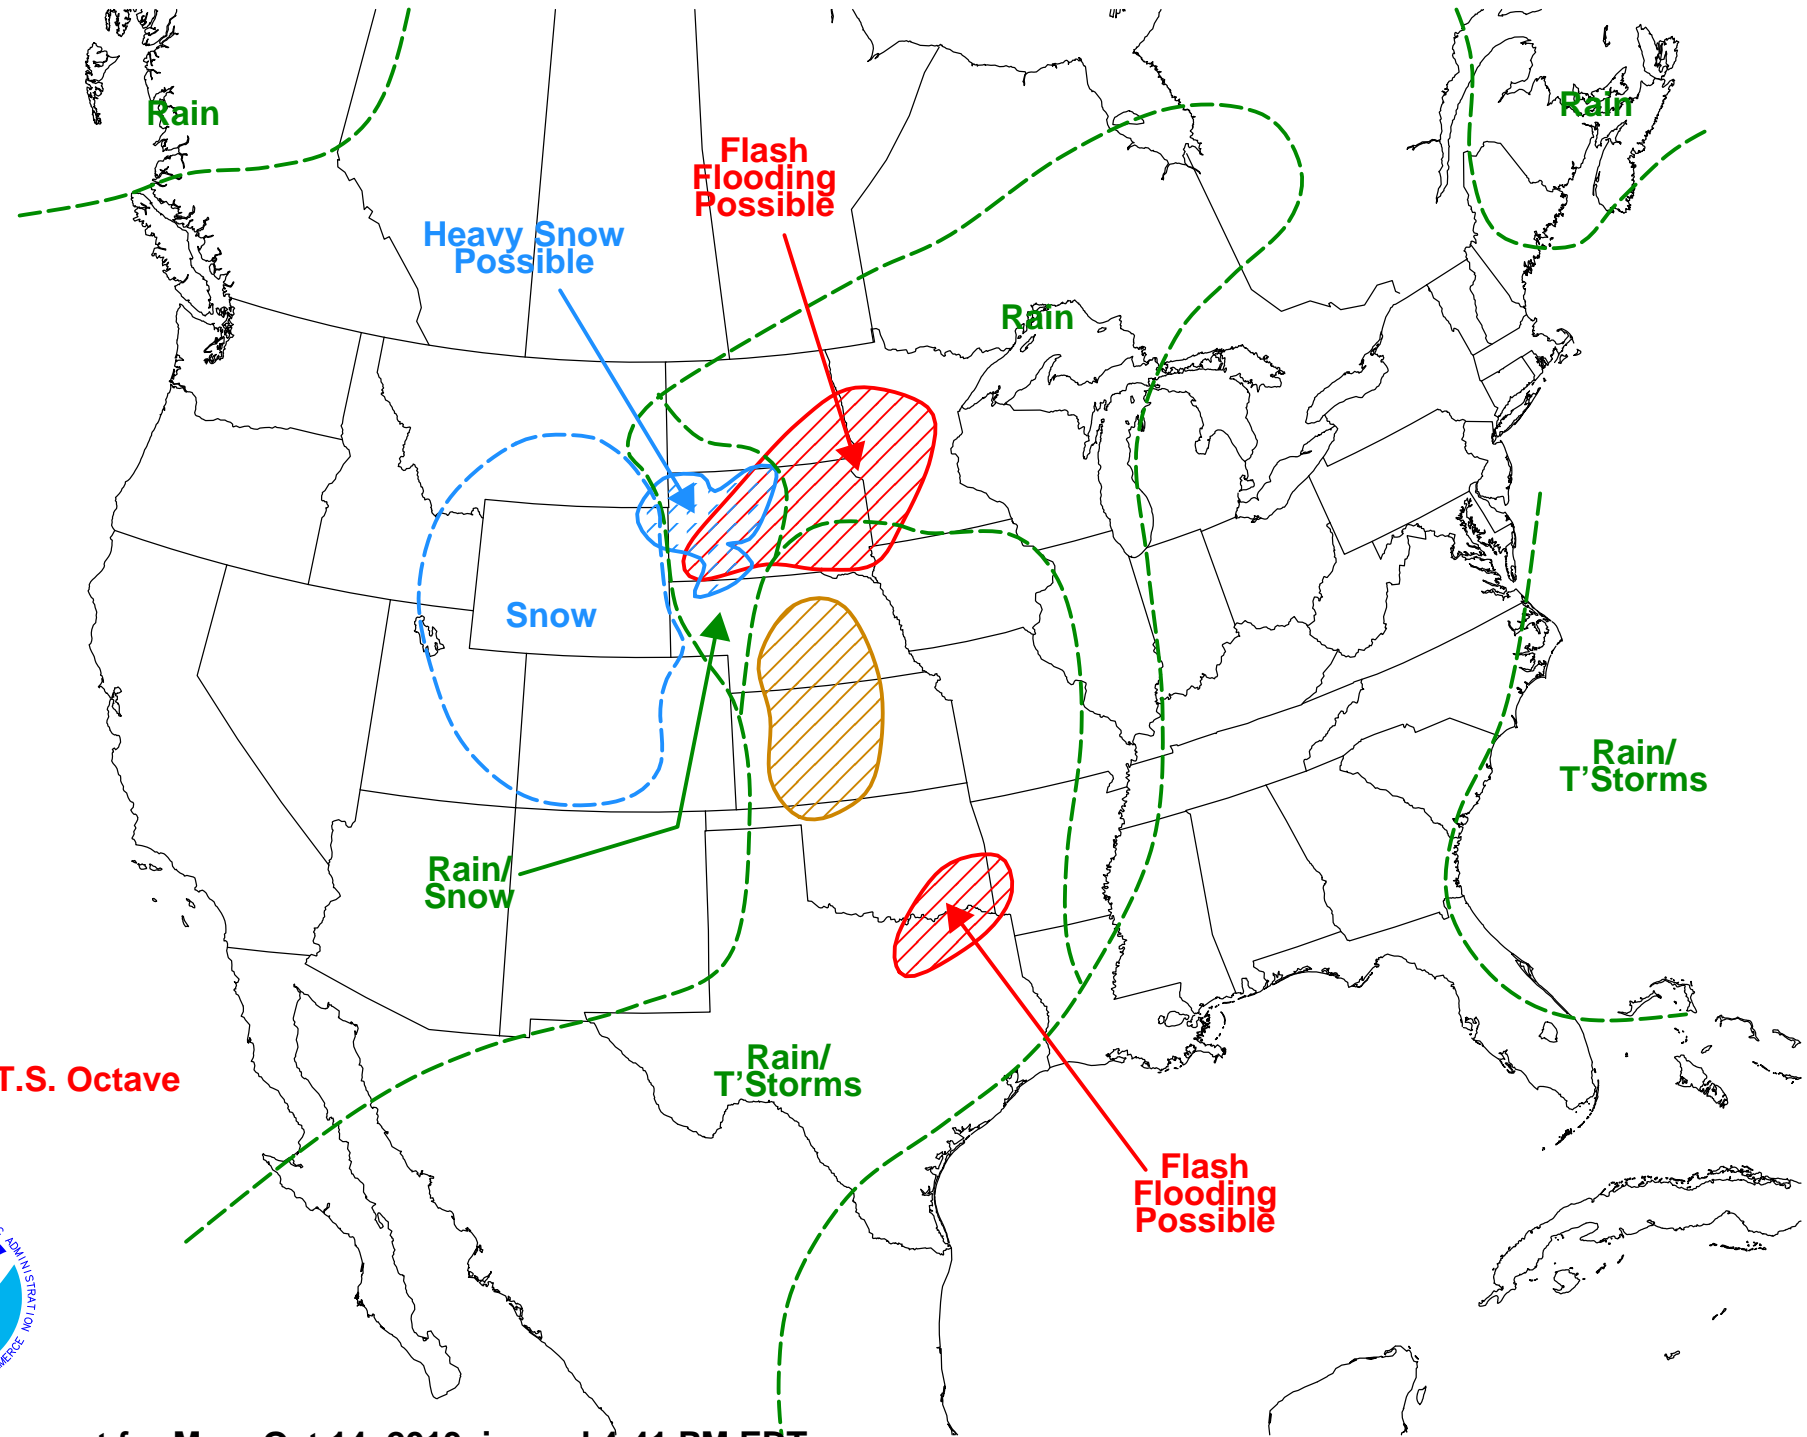 Rain
Rain
Flash
Flooding
Possible
Heavy Snow
Possible
Rain
Snow
Rain/
T'Storms
Rain/
Snow
Rain/
T'Storms
T.S. Octave
Flash
Flooding
Possible
ADMINISTRATION